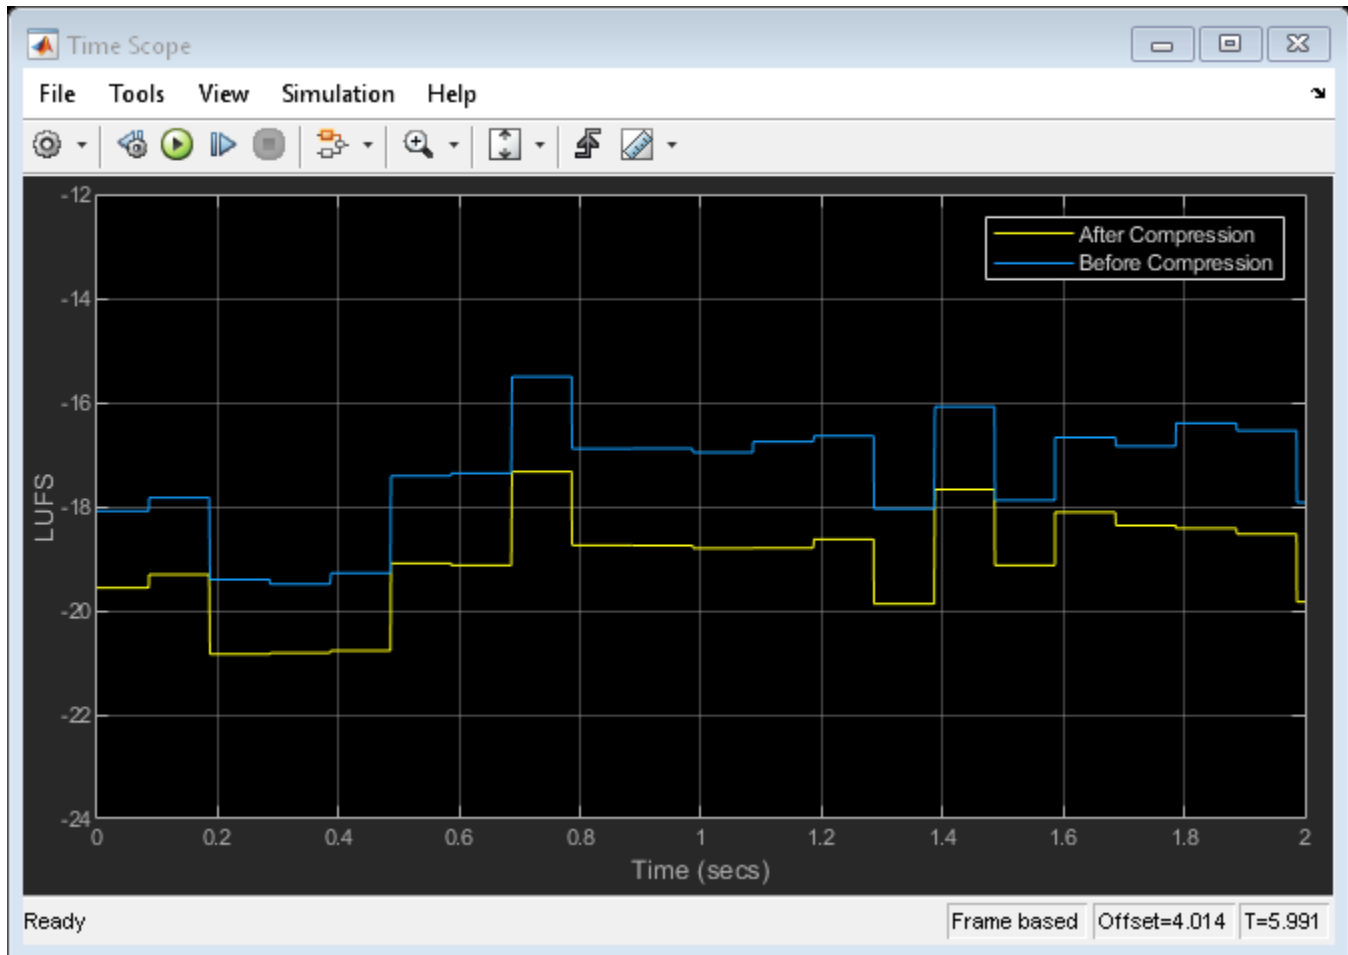 Time Scope
File Tools View Simulation Help
-12
After Compression
Before Compression
-14
-16
LUFS
-18
-20
-22
-24
0 0.2 0.4 0.6 0.8 1 1.2 1.4 1.6 1.8 2
Time (secs)
Ready Frame based Offset=4.014 T=5.991